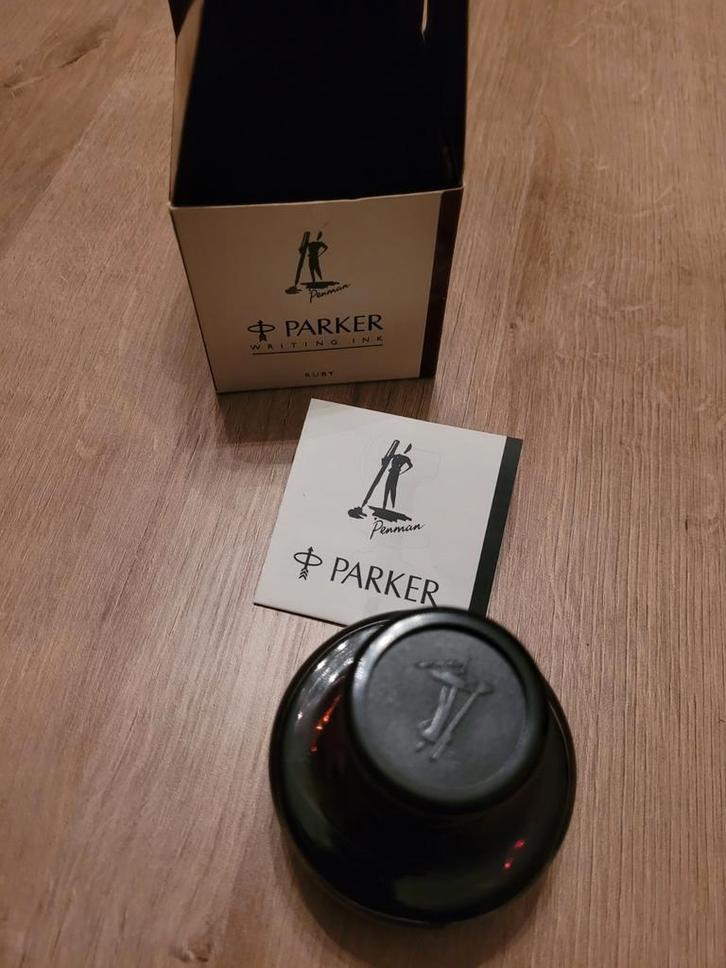 Penman
PARKER
WRITING INK
RUBY
Penman
PARKER